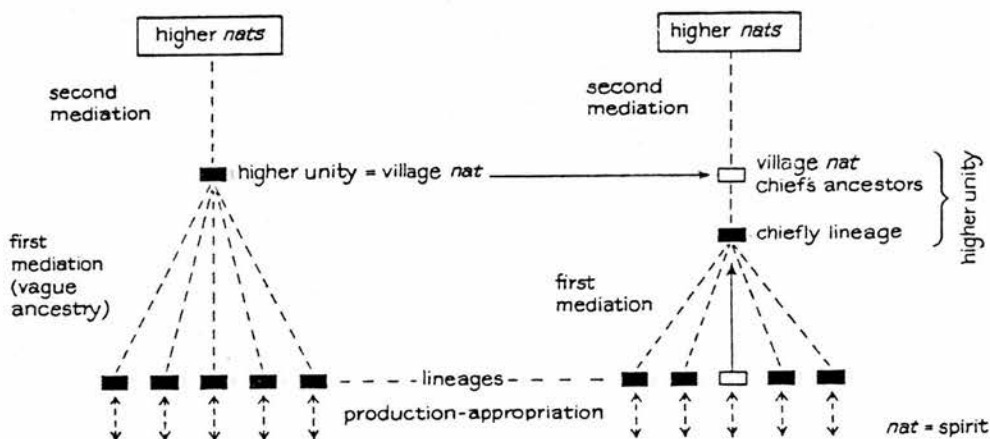 higher nats
second
mediation
higher unity = village nat
first
mediation
(vague
ancestry)
higher nats
second
mediation
village nat
chief's ancestors
chiefly lineage
higher unity
first
mediation
lineages
production-appropriation
nat = spirit